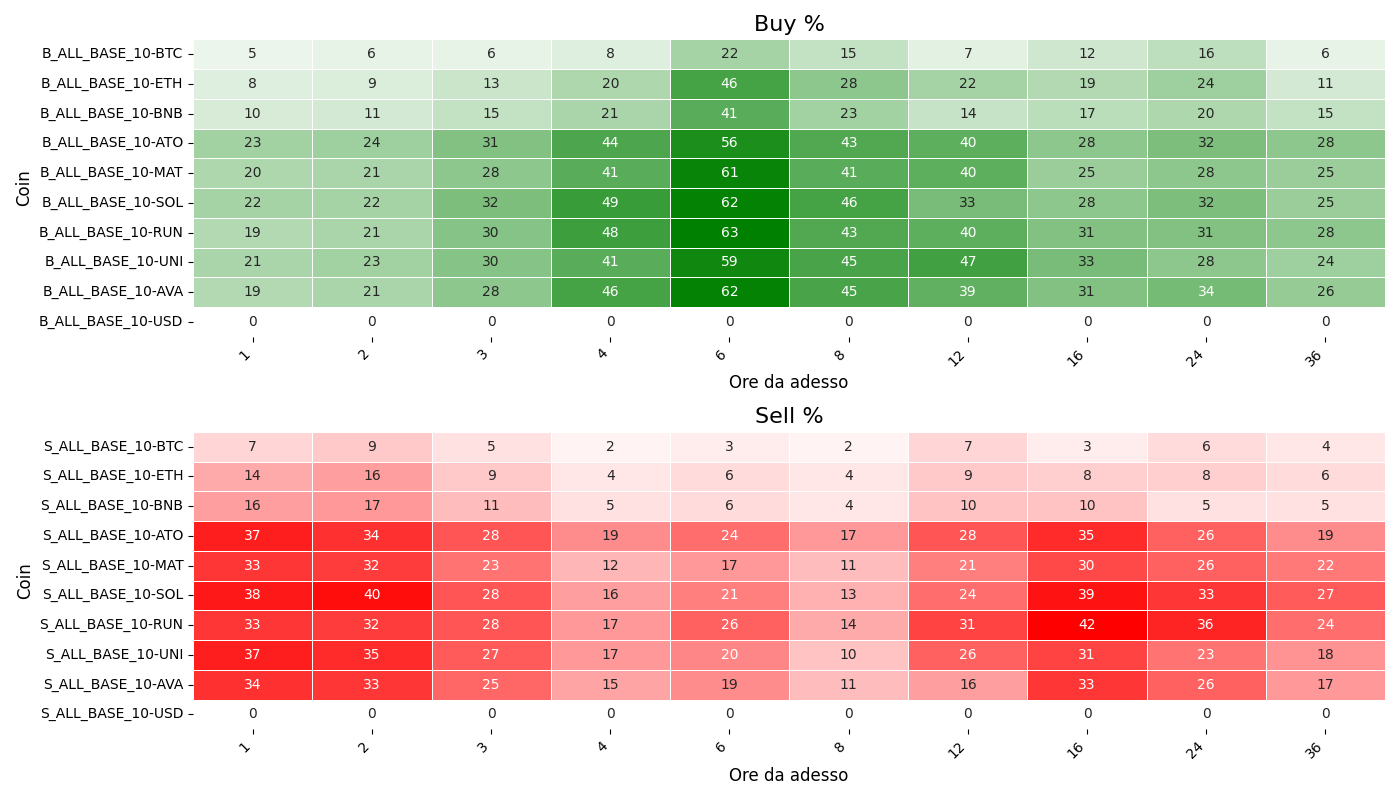 Buy %
Coin
B_ALL_BASE_10-BTC 5 6 6 8 22 15 7 12 16 6
B_ALL_BASE_10-ETH 8 9 13 20 46 28 22 19 24 11
B_ALL_BASE_10-BNB 10 11 15 21 41 23 14 17 20 15
B_ALL_BASE_10-ATO 23 24 31 44 56 43 40 28 32 28
B_ALL_BASE_10-MAT 20 21 28 41 61 41 40 25 28 25
B_ALL_BASE_10-SOL 22 22 32 49 62 46 33 28 32 25
B_ALL_BASE_10-RUN 19 21 30 48 63 43 40 31 31 28
B_ALL_BASE_10-UNI 21 23 30 41 59 45 47 33 28 24
B_ALL_BASE_10-AVA 19 21 28 46 62 45 39 31 34 26
B_ALL_BASE_10-USD 0 0 0 0 0 0 0 0 0 0
1 2 3 4 6 8 12 16 24 36
Ore da adesso
Sell %
Coin
S_ALL_BASE_10-BTC 7 9 5 2 3 2 7 3 6 4
S_ALL_BASE_10-ETH 14 16 9 4 6 4 9 8 8 6
S_ALL_BASE_10-BNB 16 17 11 5 6 4 10 10 5 5
S_ALL_BASE_10-ATO 37 34 28 19 24 17 28 35 26 19
S_ALL_BASE_10-MAT 33 32 23 12 17 11 21 30 26 22
S_ALL_BASE_10-SOL 38 40 28 16 21 13 24 39 33 27
S_ALL_BASE_10-RUN 33 32 28 17 26 14 31 42 36 24
S_ALL_BASE_10-UNI 37 35 27 17 20 10 26 31 23 18
S_ALL_BASE_10-AVA 34 33 25 15 19 11 16 33 26 17
S_ALL_BASE_10-USD 0 0 0 0 0 0 0 0 0 0
1 2 3 4 6 8 12 16 24 36
Ore da adesso